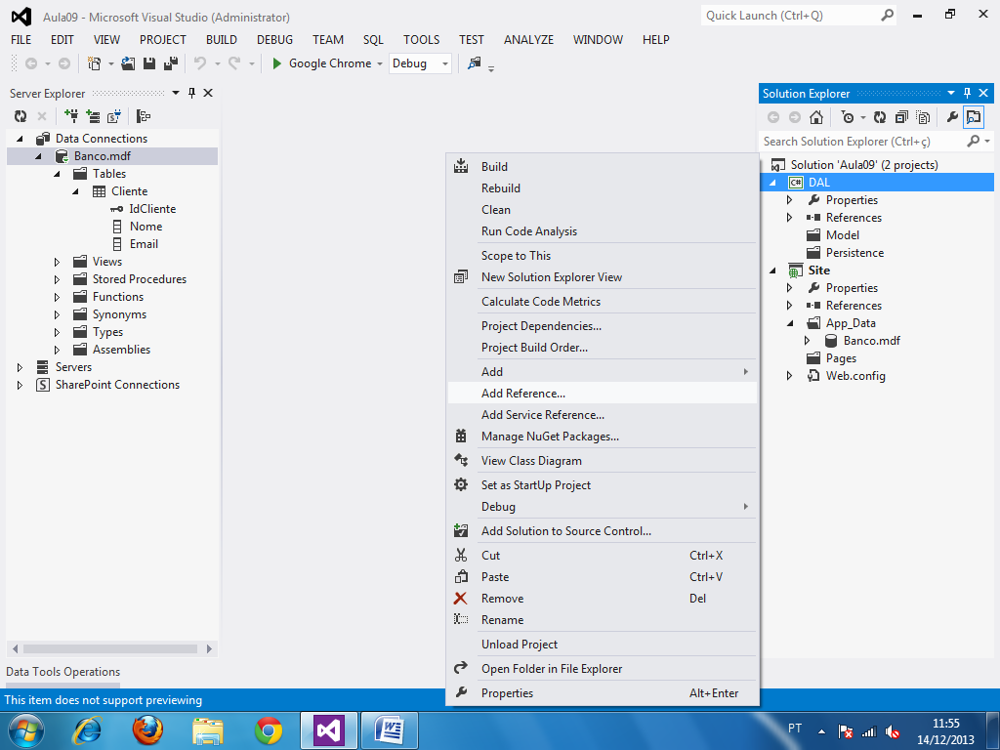 Aula09 - Microsoft Visual Studio (Administrator)
Quick Launch (Ctrl+Q)
FILE EDIT VIEW PROJECT BUILD DEBUG TEAM SQL TOOLS TEST ANALYZE WINDOW HELP
Google Chrome
Debug
Server Explorer
Data Connections
Banco.mdf
Tables
Cliente
IdCliente
Nome
Email
Views
Stored Procedures
Functions
Synonyms
Types
Assemblies
Servers
SharePoint Connections
Data Tools Operations
Build
Rebuild
Clean
Run Code Analysis
Scope to This
New Solution Explorer View
Calculate Code Metrics
Project Dependencies...
Project Build Order...
Add
Add Reference...
Add Service Reference...
Manage NuGet Packages...
View Class Diagram
Set as StartUp Project
Debug
Add Solution to Source Control...
Cut Ctrl+X
Paste Ctrl+V
Remove Del
Rename
Unload Project
Open Folder in File Explorer
Properties Alt+Enter
Solution Explorer
Search Solution Explorer (Ctrl+ç)
Solution 'Aula09' (2 projects)
C# DAL
Properties
References
Model
Persistence
Site
Properties
References
App_Data
Banco.mdf
Pages
Web.config
This item does not support previewing
PT
11:55
14/12/2013